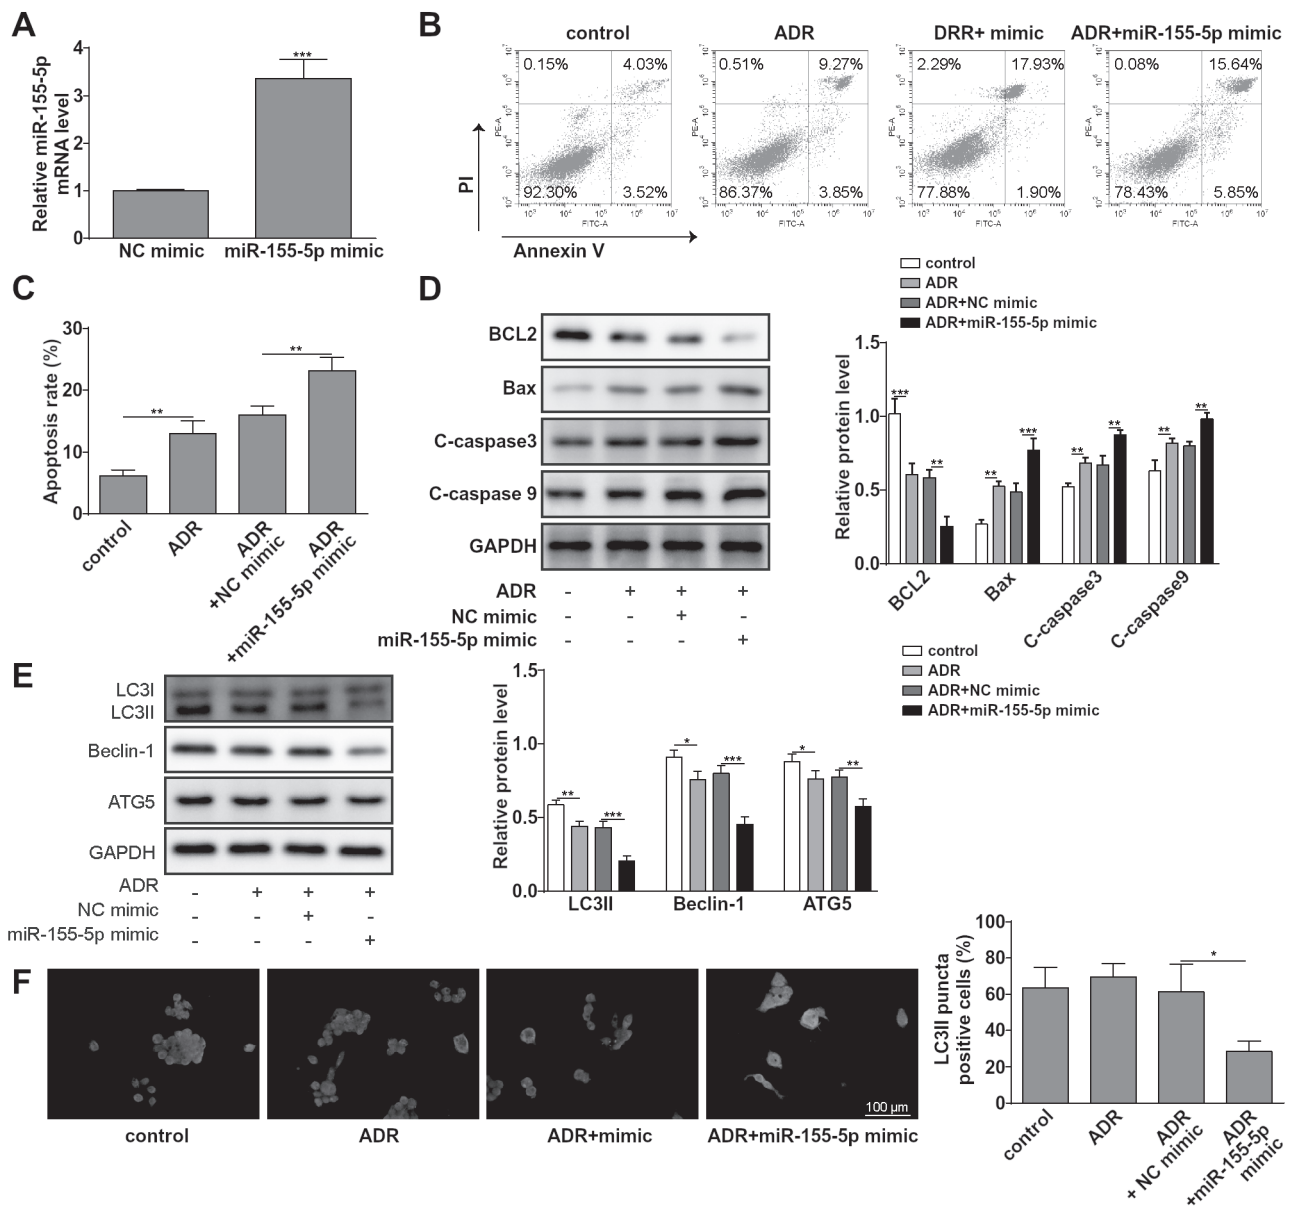 A
Relative miR-155-5p
mRNA level
4
3
2
1
0
***
NC mimic
miR-155-5p mimic
B
control
ADR
DRR+ mimic
ADR+miR-155-5p mimic
0.15%
4.03%
92.30%
3.52%
0.51%
9.27%
86.37%
3.85%
2.29%
17.93%
77.88%
1.90%
0.08%
15.64%
78.43%
5.85%
PE-A
PE-A
PE-A
PE-A
FITC-A
FITC-A
FITC-A
FITC-A
PI
Annexin V
C
Apoptosis rate (%)
30
20
10
0
**
**
control
ADR
ADR
+NC mimic
ADR
+miR-155-5p mimic
D
BCL2
Bax
C-caspase3
C-caspase 9
GAPDH
ADR - + + +
NC mimic - - + -
miR-155-5p mimic - - - +
control
ADR
ADR+NC mimic
ADR+miR-155-5p mimic
Relative protein level
1.5
1.0
0.5
0.0
***
**
**
***
**
**
**
**
BCL2
Bax
C-caspase3
C-caspase9
E
LC3I
LC3II
Beclin-1
ATG5
GAPDH
ADR - + + +
NC mimic - - + -
miR-155-5p mimic - - - +
control
ADR
ADR+NC mimic
ADR+miR-155-5p mimic
Relative protein level
1.5
1.0
0.5
0.0
**
***
*
***
*
**
LC3II
Beclin-1
ATG5
F
control
ADR
ADR+mimic
ADR+miR-155-5p mimic
100 µm
LC3II puncta
positive cells (%)
100
80
60
40
20
0
*
control
ADR
ADR
+ NC mimic
ADR
+miR-155-5p
mimic